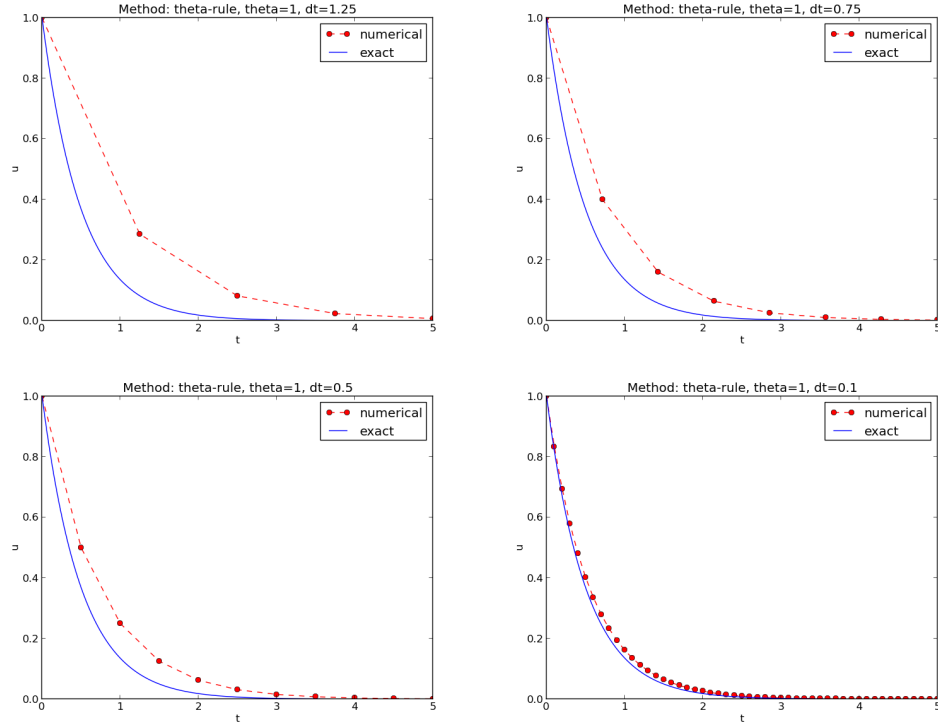 Method: theta-rule, theta=1, dt=1.25
1.0
numerical
exact
0.8
0.6
u
0.4
0.2
0.0
0 1 2 3 4 5
t
Method: theta-rule, theta=1, dt=0.75
1.0
numerical
exact
0.8
0.6
u
0.4
0.2
0.0
0 1 2 3 4 5
t
Method: theta-rule, theta=1, dt=0.5
1.0
numerical
exact
0.8
0.6
u
0.4
0.2
0.0
0 1 2 3 4 5
t
Method: theta-rule, theta=1, dt=0.1
1.0
numerical
exact
0.8
0.6
u
0.4
0.2
0.0
0 1 2 3 4 5
t